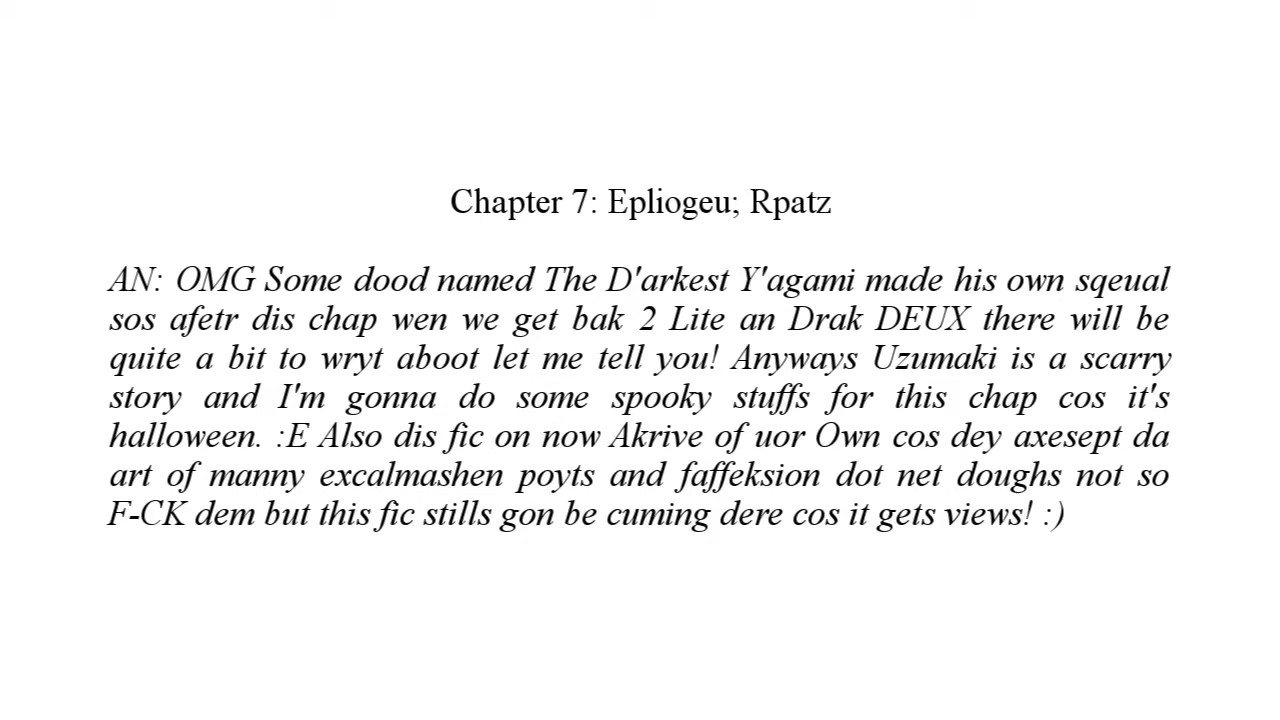 Chapter 7: Epliogeu; Rpatz
AN: OMG Some dood named The D'arkest Y'agami made his own sqeual
sos afetr dis chap wen we get bak 2 Lite an Drak DEUX there will be
quite a bit to wryt aboot let me tell you! Anyways Uzumaki is a scarry
story and I'm gonna do some spooky stuffs for this chap cos it's
halloween. :E Also dis fic on now Akrive of uor Own cos dey axesept da
art of manny excalmashen poyts and faffeksion dot net doughs not so
F-CK dem but this fic stills gon be cuming dere cos it gets views! :)